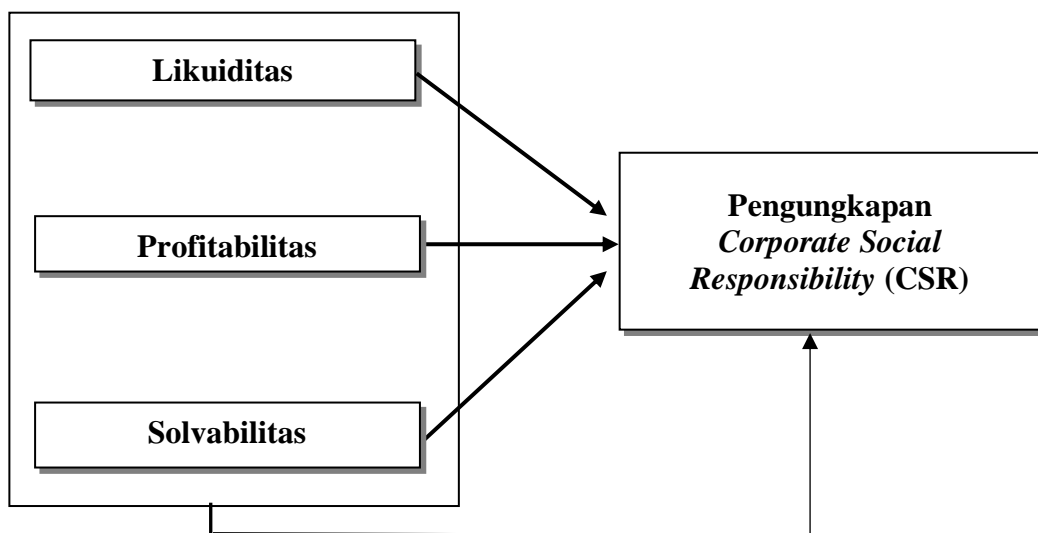 Likuiditas
Profitabilitas
Solvabilitas
Pengungkapan
Corporate Social
Responsibility (CSR)